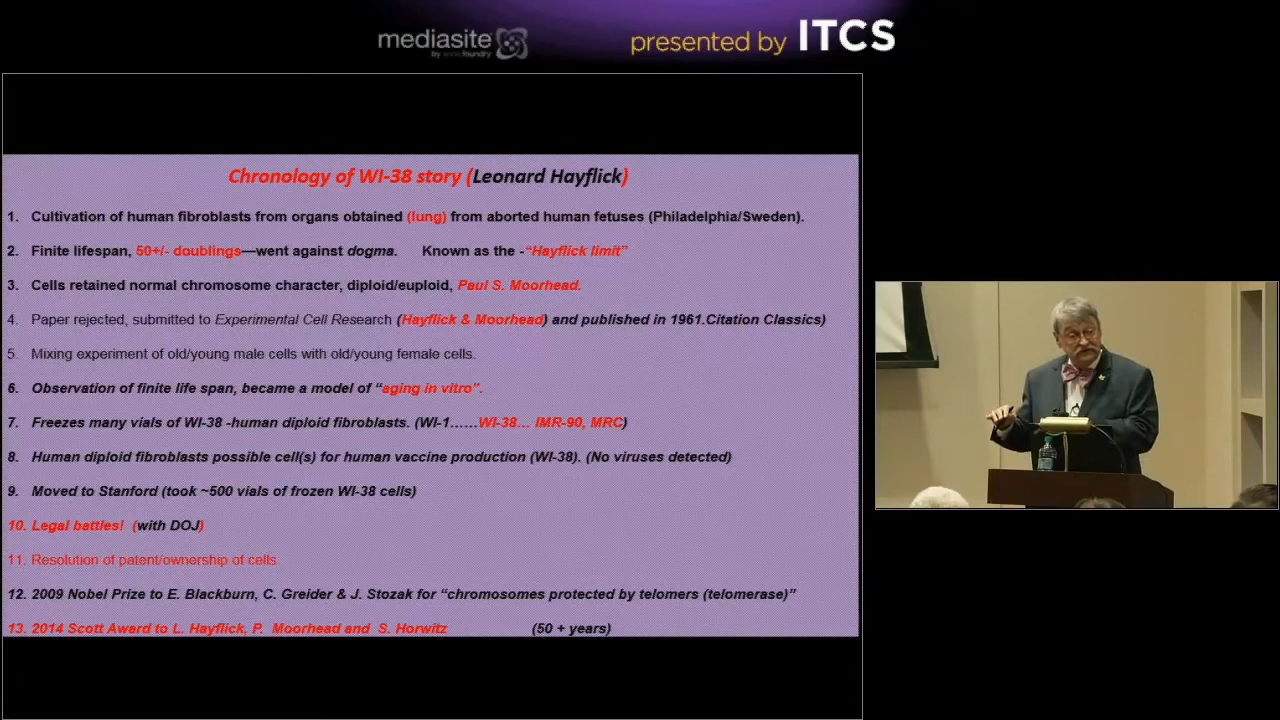 mediasite
presented by ITCS
Chronology of WI-38 story (Leonard Hayflick)
1. Cultivation of human fibroblasts from organs obtained (lung) from aborted human fetuses (Philadelphia/Sweden).
2. Finite lifespan, 50+/- doublings—went against dogma. Known as the -“Hayflick limit”
3. Cells retained normal chromosome character, diploid/euploid, Paul S. Moorhead.
4. Paper rejected, submitted to Experimental Cell Research (Hayflick & Moorhead) and published in 1961.Citation Classics)
5. Mixing experiment of old/young male cells with old/young female cells.
6. Observation of finite life span, became a model of “aging in vitro”.
7. Freezes many vials of WI-38 -human diploid fibroblasts. (WI-1……WI-38… IMR-90, MRC)
8. Human diploid fibroblasts possible cell(s) for human vaccine production (WI-38). (No viruses detected)
9. Moved to Stanford (took ~500 vials of frozen WI-38 cells)
10. Legal battles! (with DOJ)
11. Resolution of patent/ownership of cells
12. 2009 Nobel Prize to E. Blackburn, C. Greider & J. Stozak for “chromosomes protected by telomers (telomerase)”
13. 2014 Scott Award to L. Hayflick, P. Moorhead and S. Horwitz (50 + years)